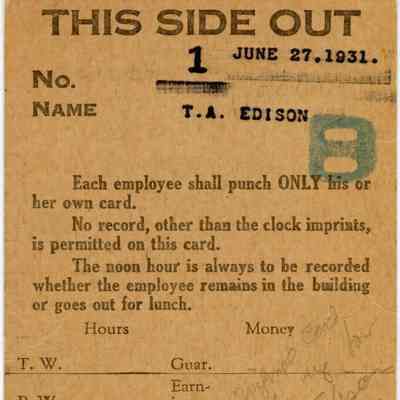 THIS SIDE OUT
1 JUNE 27.1931.
No.
NAME T.A. EDISON
8
Each employee shall punch ONLY his or
her own card.
No record, other than the clock imprints,
is permitted on this card.
The noon hour is always to be recorded
whether the employee remains in the building
or goes out for lunch.
Hours Money
T. W. Guar.
Earn-